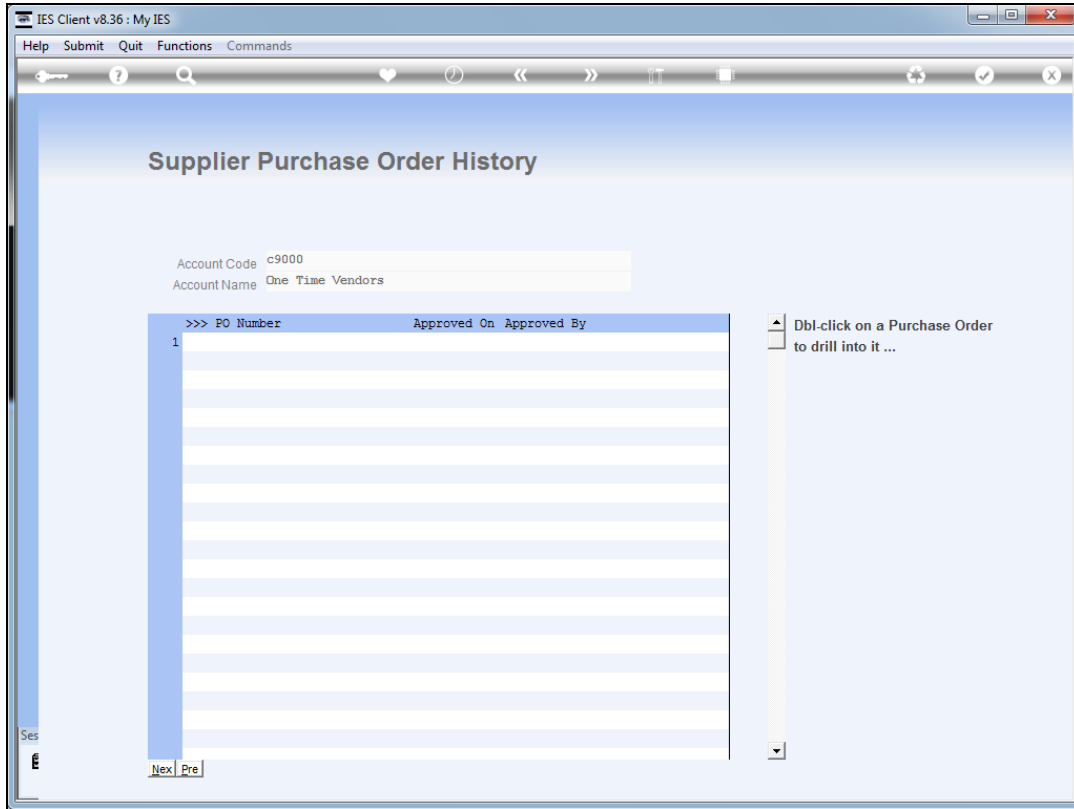 IES Client v8.36 : My IES
Help Submit Quit Functions Commands
Supplier Purchase Order History
Account Code c9000
Account Name One Time Vendors
>>> PO Number Approved On Approved By
1
Dbl-click on a Purchase Order
to drill into it ...
Ses
Nex Pre